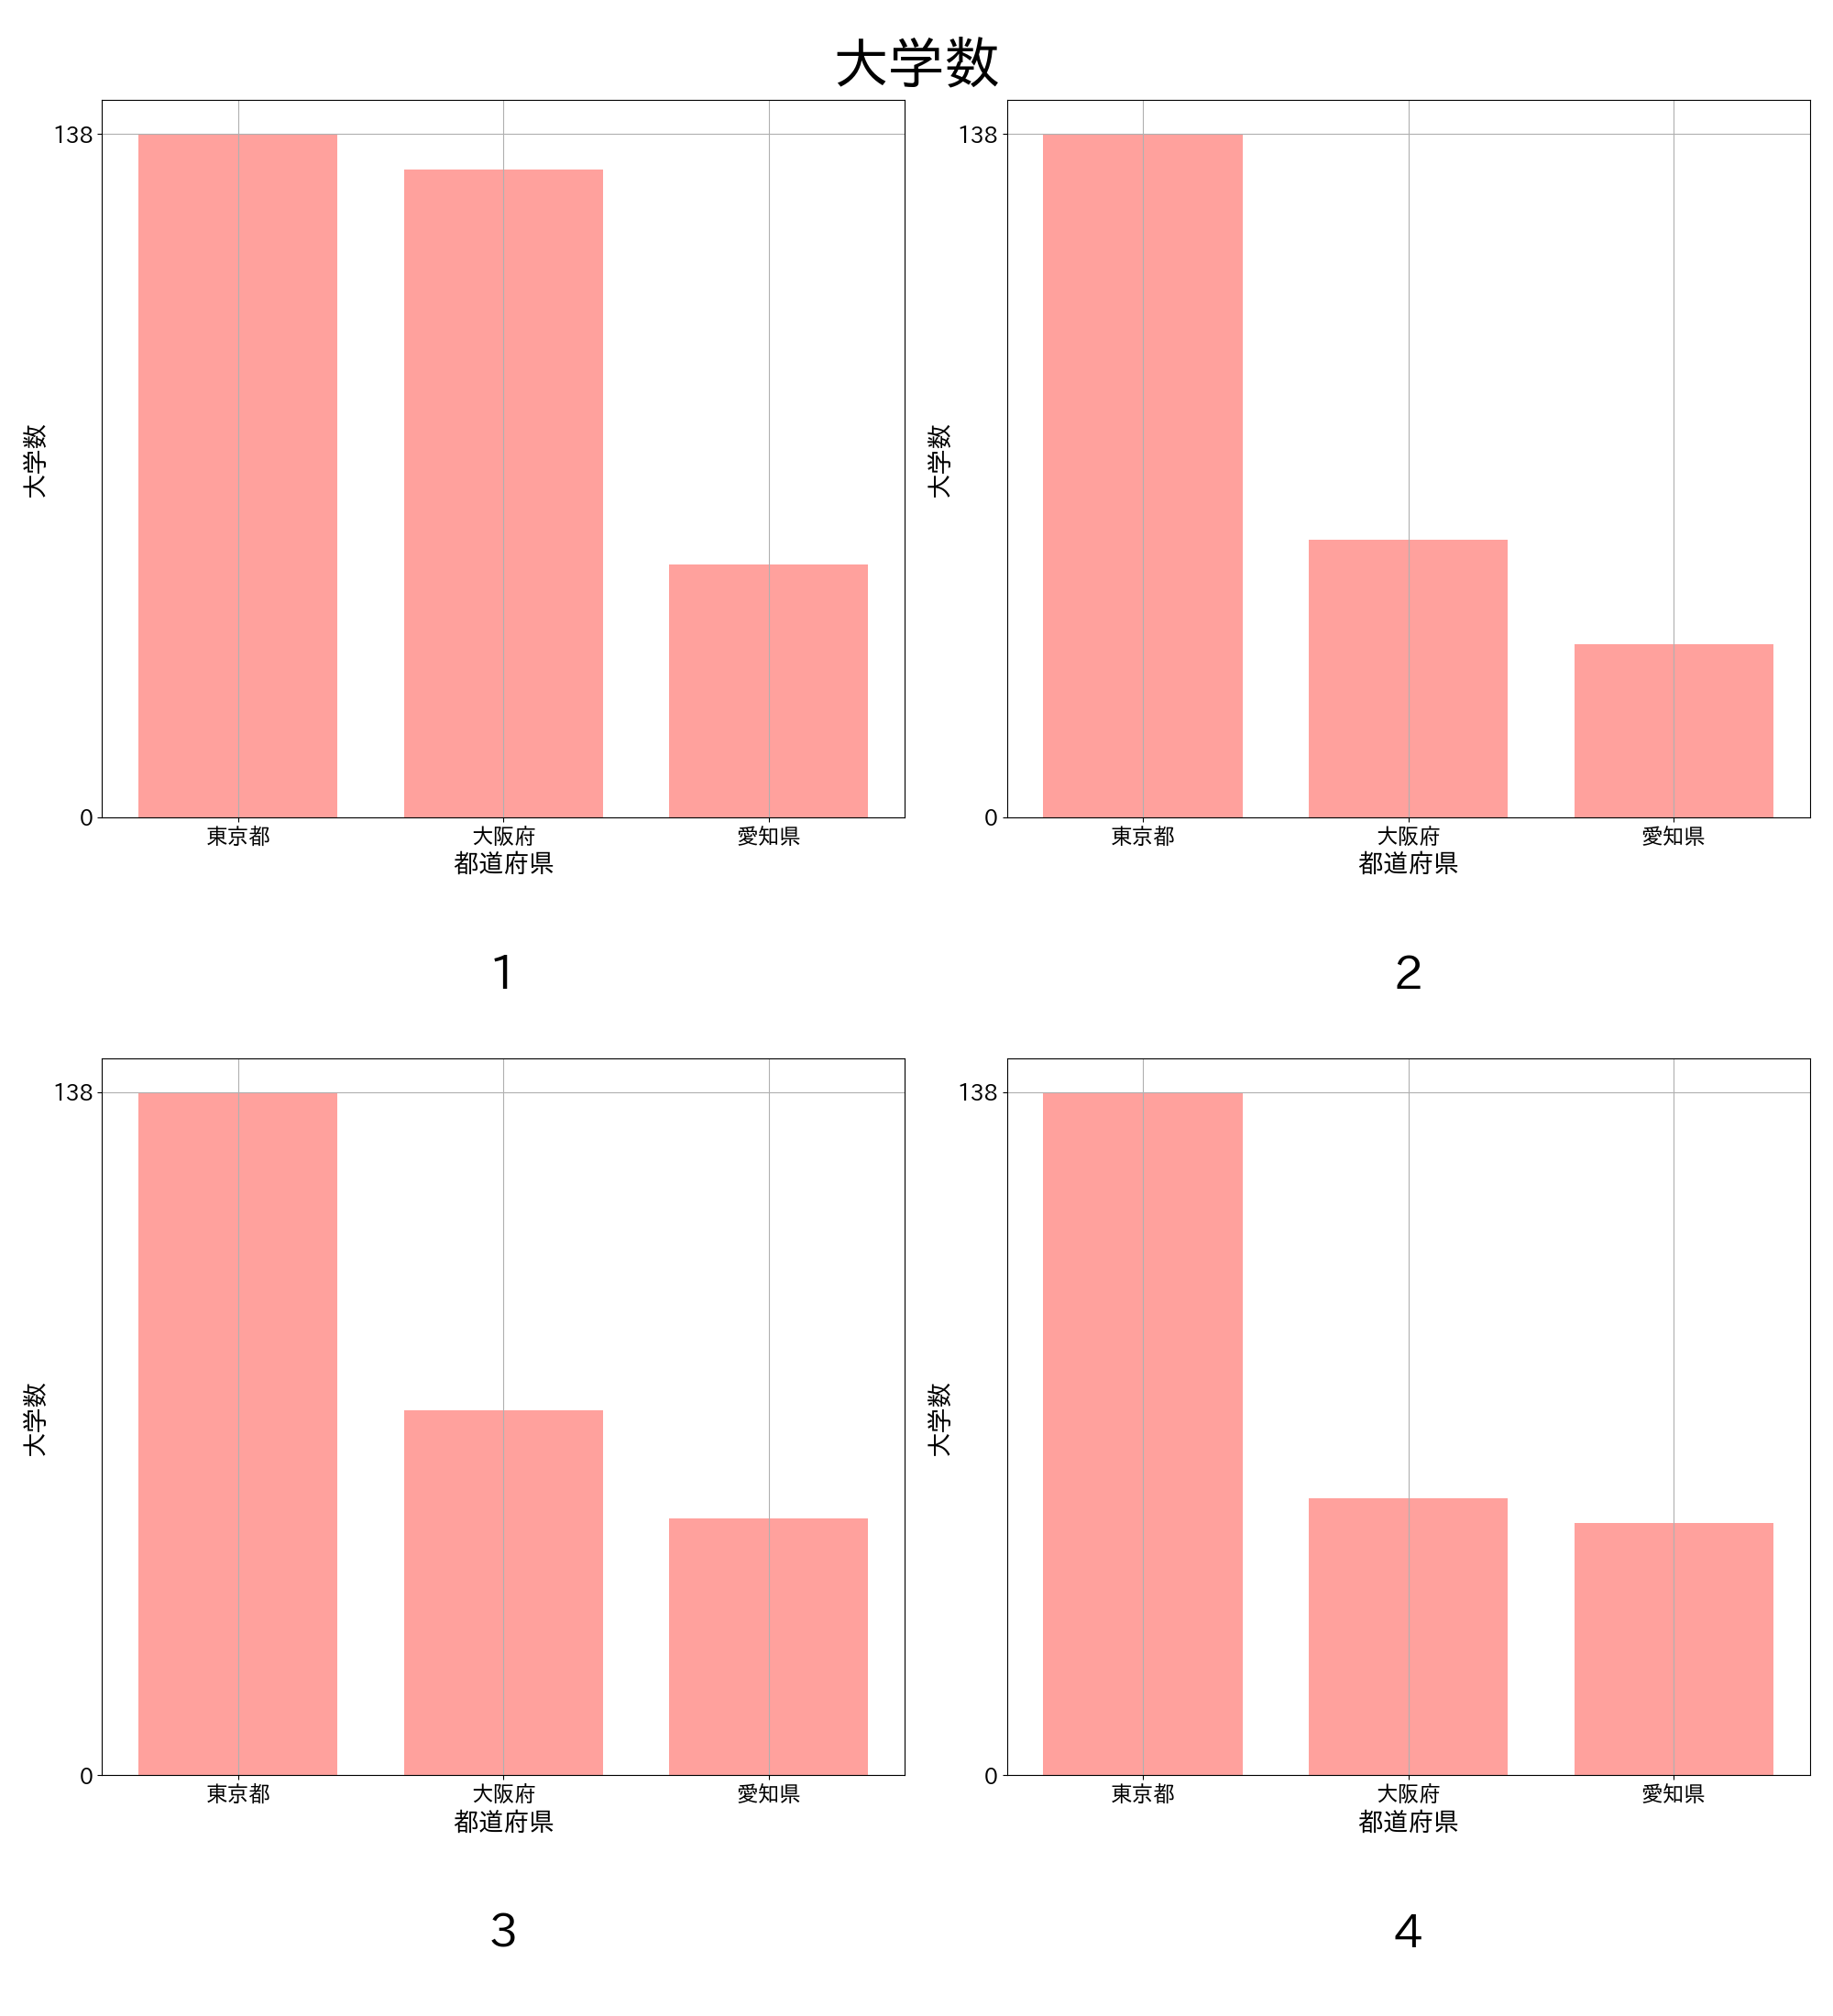 大学数
138
0
大学数
東京都 大阪府 愛知県
都道府県
1
138
0
大学数
東京都 大阪府 愛知県
都道府県
2
138
0
大学数
東京都 大阪府 愛知県
都道府県
3
138
0
大学数
東京都 大阪府 愛知県
都道府県
4